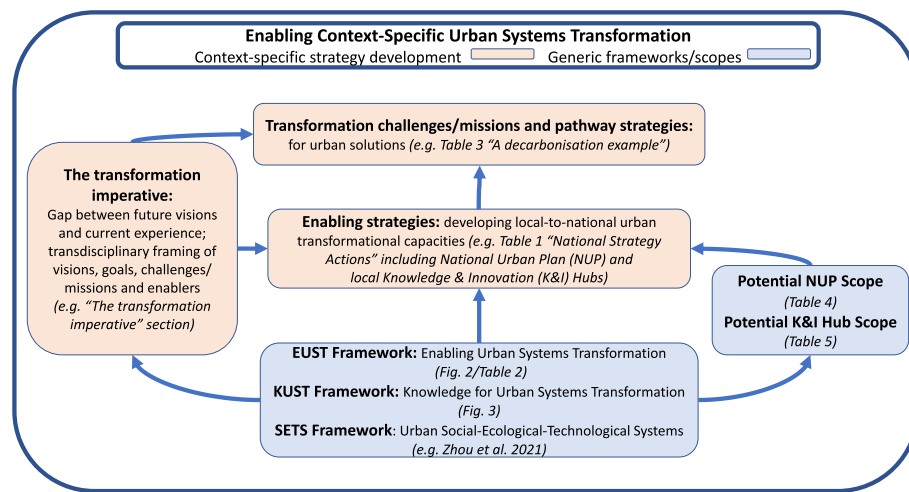 Enabling Context-Specific Urban Systems Transformation
Context-specific strategy development
Generic frameworks/scopes
Transformation challenges/missions and pathway strategies:
for urban solutions (e.g. Table 3 “A decarbonisation example”)
The transformation
imperative:
Gap between future visions
and current experience;
transdisciplinary framing of
visions, goals, challenges/
missions and enablers
(e.g. “The transformation
imperative” section)
Enabling strategies: developing local-to-national urban
transformational capacities (e.g. Table 1 “National Strategy
Actions” including National Urban Plan (NUP) and
local Knowledge & Innovation (K&I) Hubs)
Potential NUP Scope
(Table 4)
Potential K&I Hub Scope
(Table 5)
EUST Framework: Enabling Urban Systems Transformation
(Fig. 2/Table 2)
KUST Framework: Knowledge for Urban Systems Transformation
(Fig. 3)
SETS Framework: Urban Social-Ecological-Technological Systems
(e.g. Zhou et al. 2021)